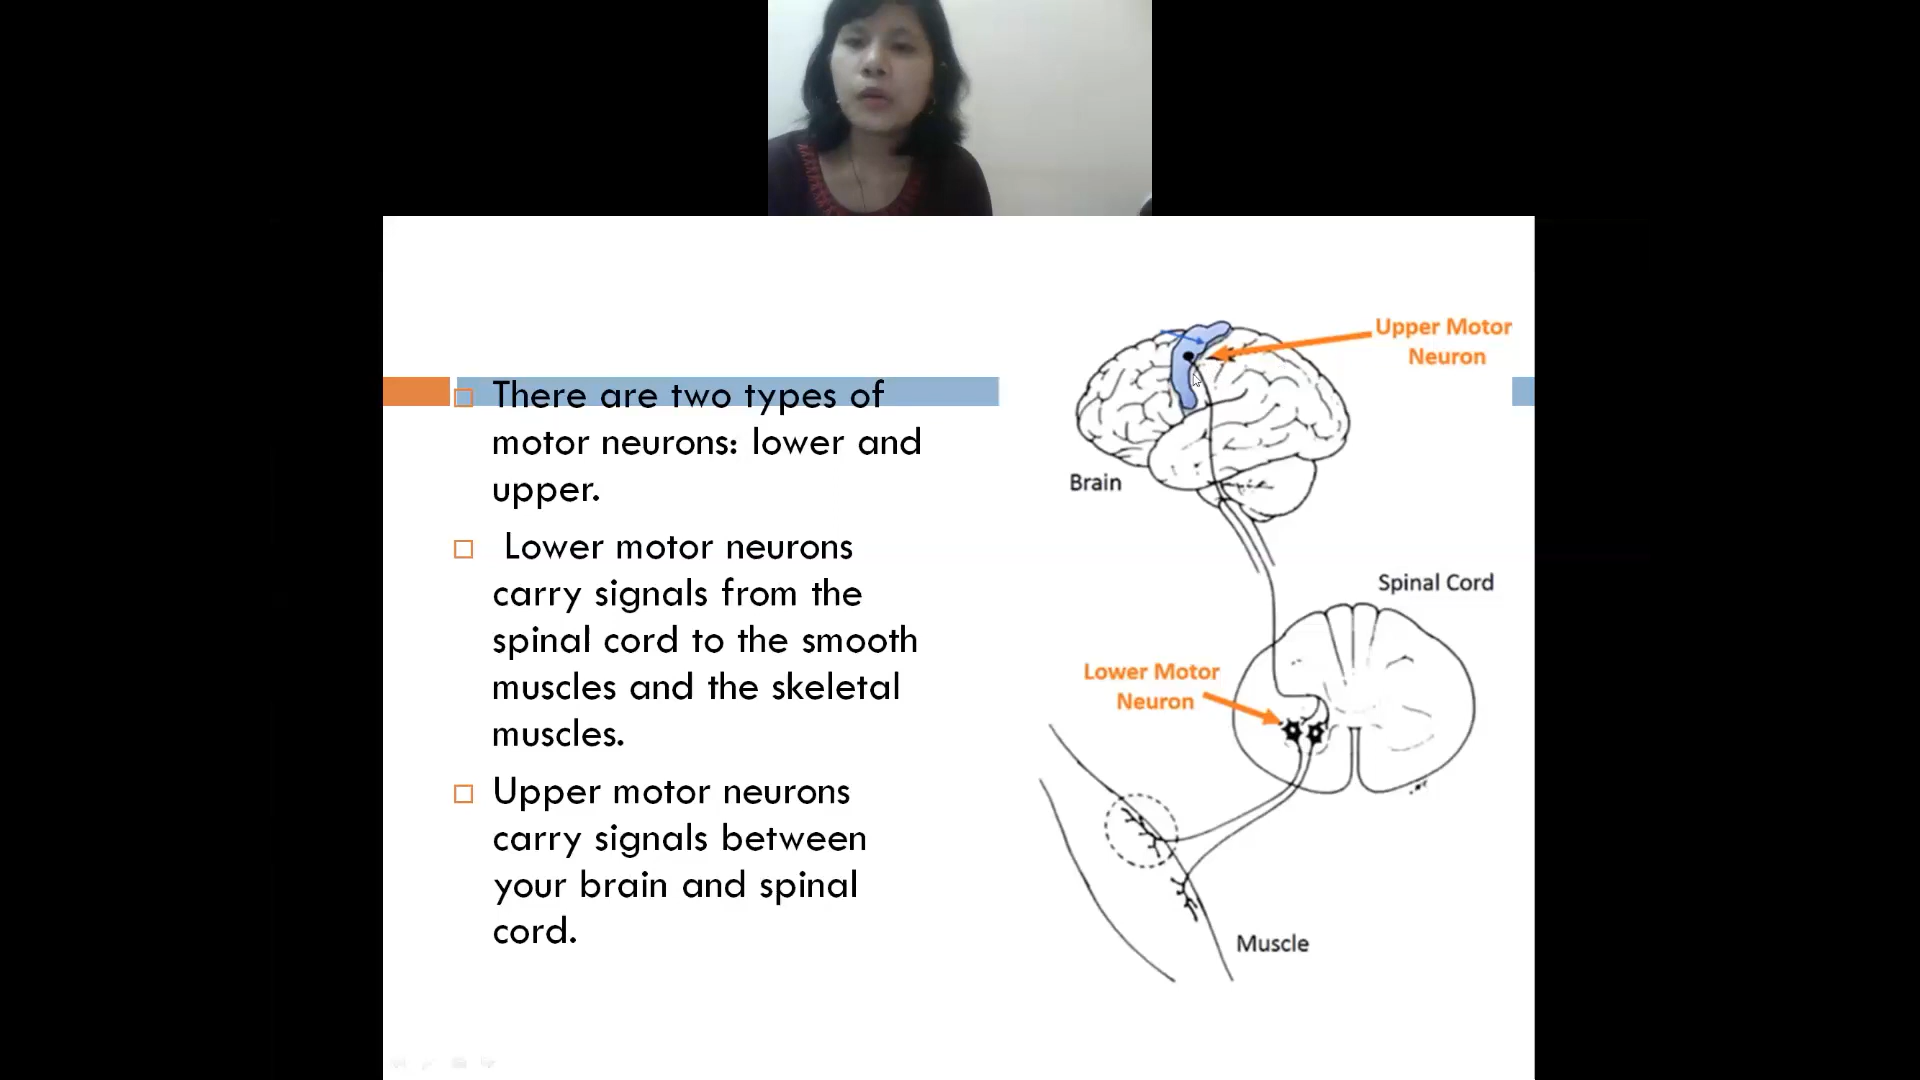 There are two types of
motor neurons: lower and
upper.
Lower motor neurons
carry signals from the
spinal cord to the smooth
muscles and the skeletal
muscles.
Upper motor neurons
carry signals between
your brain and spinal
cord.
Upper Motor
Neuron
Brain
Spinal Cord
Lower Motor
Neuron
Muscle